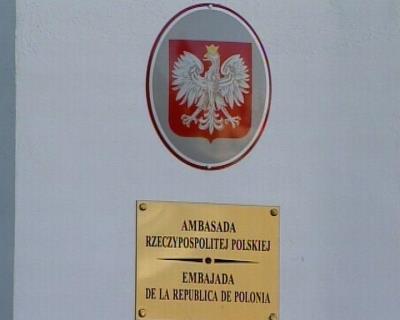 AMBASADA
RZECZYPOSPOLITEJ POLSKIEJ
EMBAJADA
DE LA REPUBLICA DE POLONIA